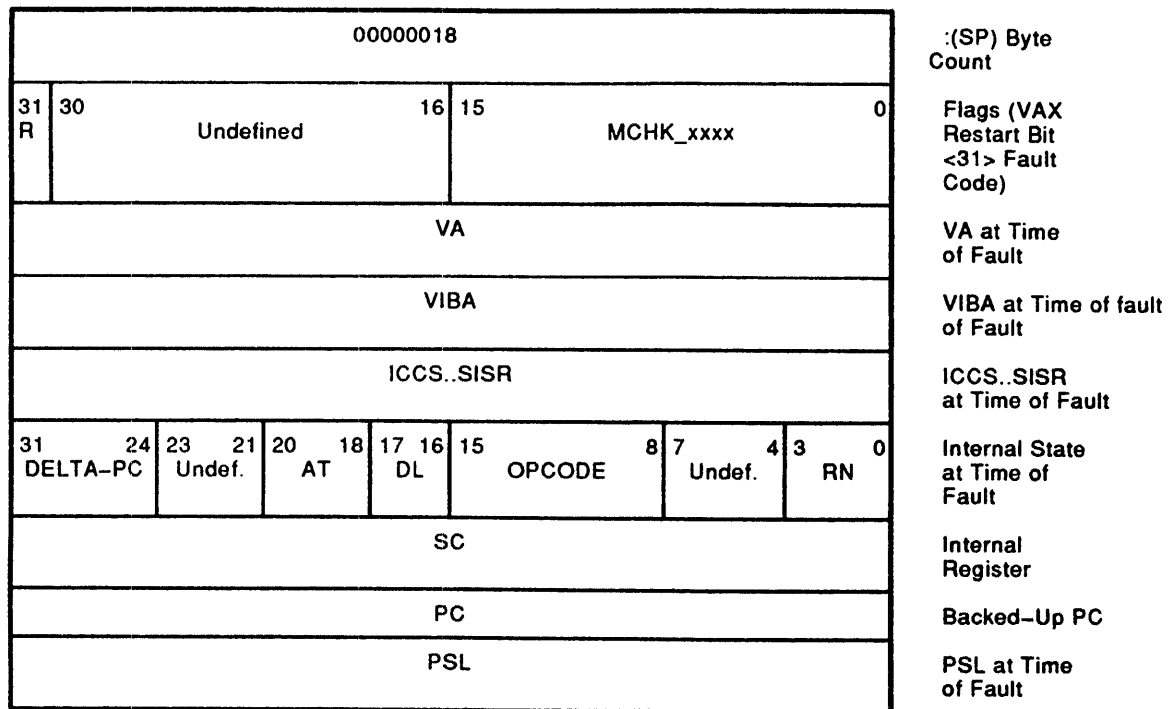 00000018
:(SP) Byte
Count
31 30 16 15 0
R Undefined MCHK_xxxx
Flags (VAX
Restart Bit
<31> Fault
Code)
VA
VA at Time
of Fault
VIBA
VIBA at Time of fault
of Fault
ICCS..SISR
ICCS..SISR
at Time of Fault
31 24 23 21 20 18 17 16 15 8 7 4 3 0
DELTA–PC Undef. AT DL OPCODE Undef. RN
Internal State
at Time of
Fault
SC
Internal
Register
PC
Backed–Up PC
PSL
PSL at Time
of Fault